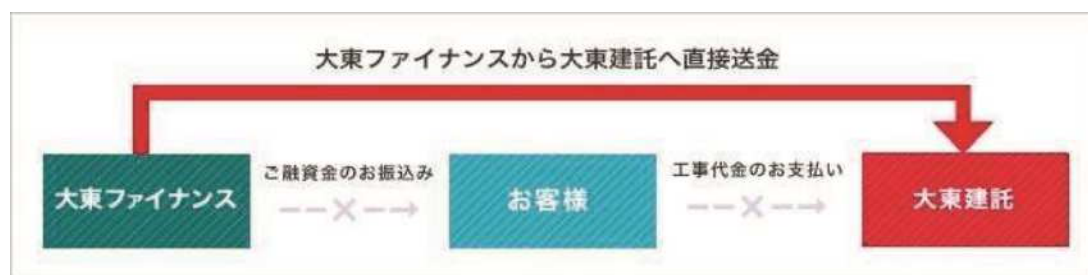 大東ファイナンスから大東建託へ直接送金
ご融資金のお振込み
工事代金のお支払い
大東ファイナンス
お客様
大東建託